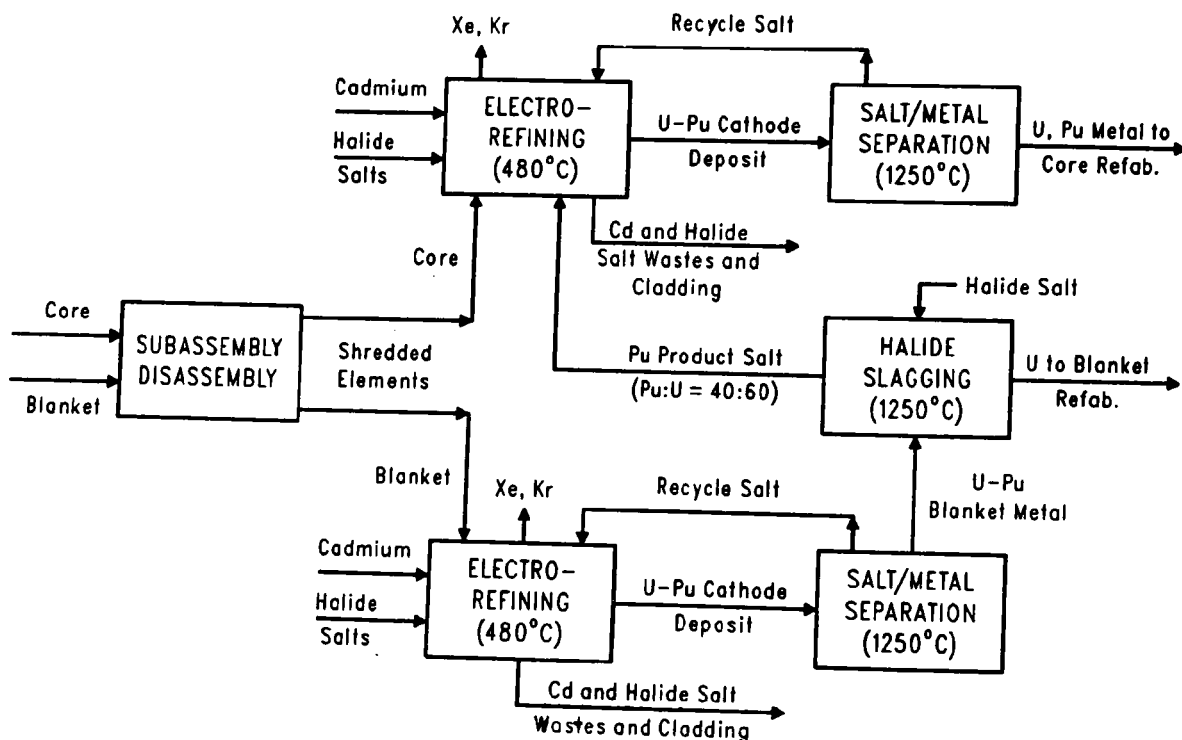 Recycle Salt
Xe, Kr
Cadmium
Halide
Salts
ELECTRO-
REFINING
(480°C)
U-Pu Cathode
Deposit
SALT/METAL
SEPARATION
(1250°C)
U, Pu Metal to
Core Refab.
Cd and Halide
Salt Wastes and
Cladding
Core
Halide Salt
Core
Blanket
SUBASSEMBLY
DISASSEMBLY
Shredded
Elements
Pu Product Salt
(Pu:U = 40:60)
HALIDE
SLAGGING
(1250°C)
U to Blanket
Refab.
Blanket
Xe, Kr
Recycle Salt
U-Pu
Blanket Metal
Cadmium
Halide
Salts
ELECTRO-
REFINING
(480°C)
U-Pu Cathode
Deposit
SALT/METAL
SEPARATION
(1250°C)
Cd and Halide Salt
Wastes and Cladding